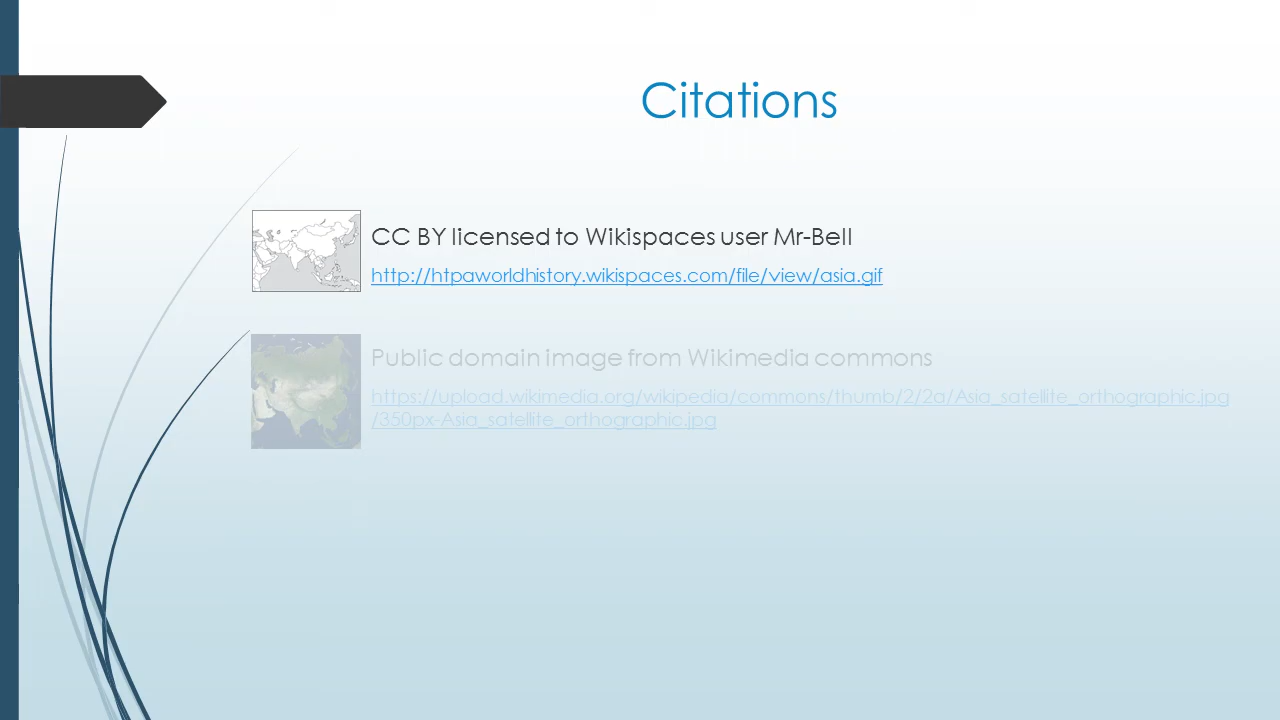 Citations
CC BY licensed to Wikispaces user Mr-Bell
http://htpaworldhistory.wikispaces.com/file/view/asia.gif
Public domain image from Wikimedia commons
https://upload.wikimedia.org/wikipedia/commons/thumb/2/2a/Asia_satellite_orthographic.jpg
/350px-Asia_satellite_orthographic.jpg